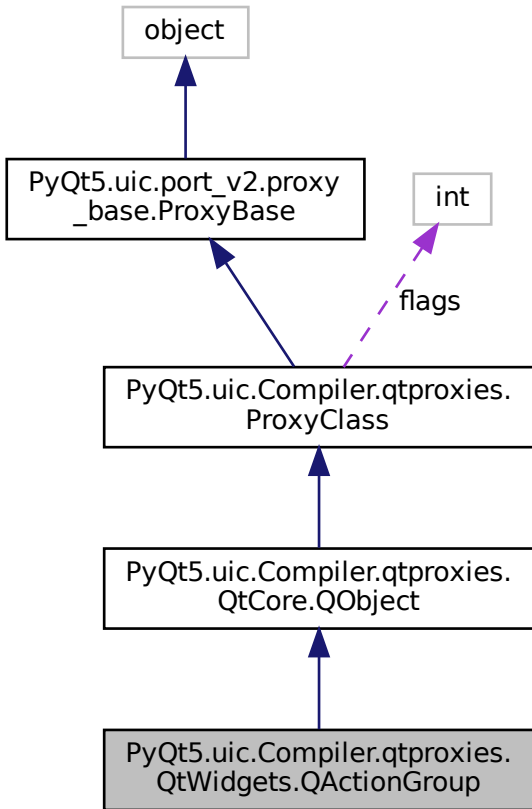 object
PyQt5.uic.port_v2.proxy
_base.ProxyBase
int
flags
PyQt5.uic.Compiler.qtproxies.
ProxyClass
PyQt5.uic.Compiler.qtproxies.
QtCore.QObject
PyQt5.uic.Compiler.qtproxies.
QtWidgets.QActionGroup